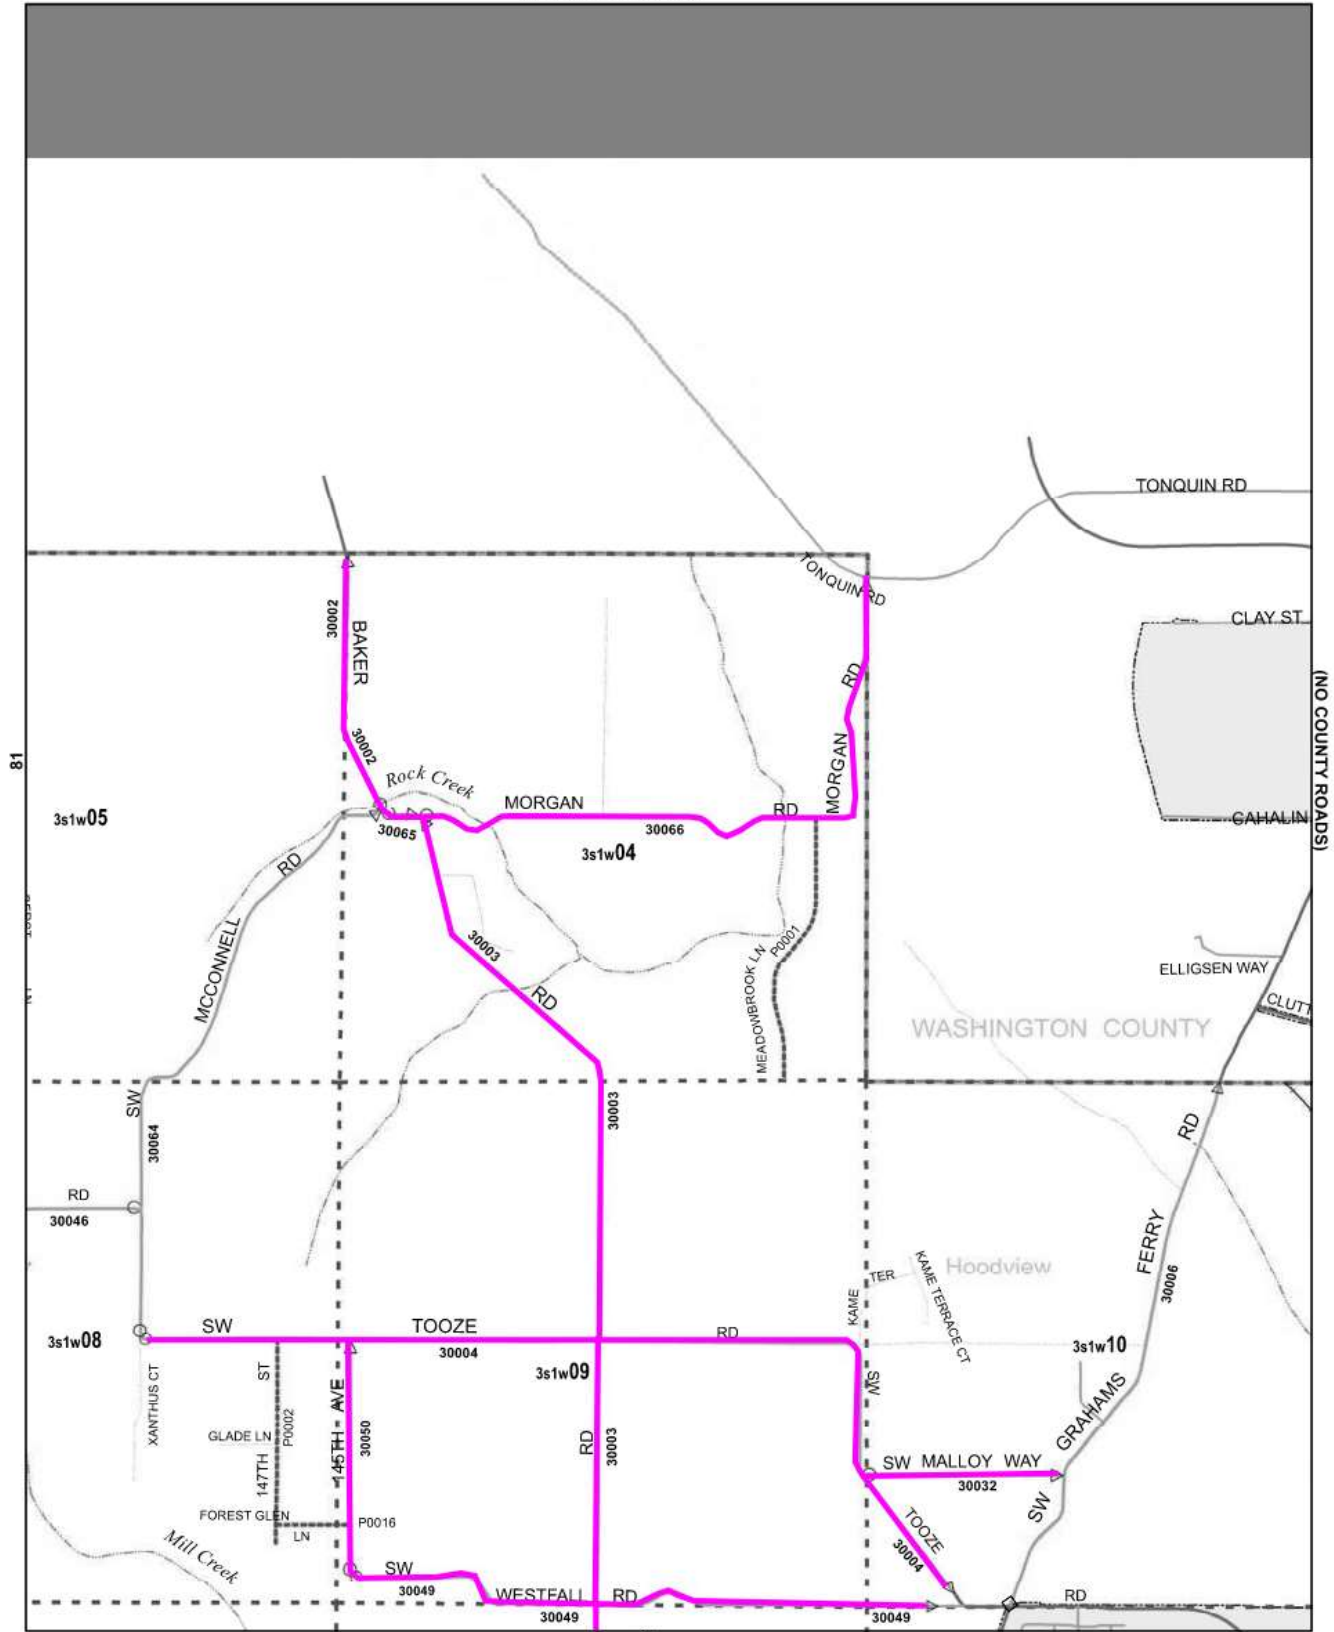 TONQUIN RD
TONQUIN RD
CLAY ST
30002
BAKER
(NO COUNTY ROADS)
RD
81
30002
MORGAN
Rock Creek
MORGAN
RD
3s1w05
30065
30066
CAHALIN
3s1w04
RD
MCCONNELL
30003
P0001
MEADOWBROOK LN
ELLIGSEN WAY
RD
CLUTT
WASHINGTON COUNTY
SW
30064
30003
RD
RD
30046
FERRY
30006
TER
KAME TERRACE CT
Hoodview
KAME
SW
TOOZE
RD
3s1w08
30004
3s1w10
3s1w09
ST
XANTHUS CT
SW
GRAHAMS
P0002
145TH AVE
30050
GLADE LN
RD
30003
147TH
SW MALLOY WAY
30032
SW
FOREST GLEN
LN
P0016
TOOZE
30004
Mill Creek
SW
30049
WESTFALL RD
RD
30049
30049